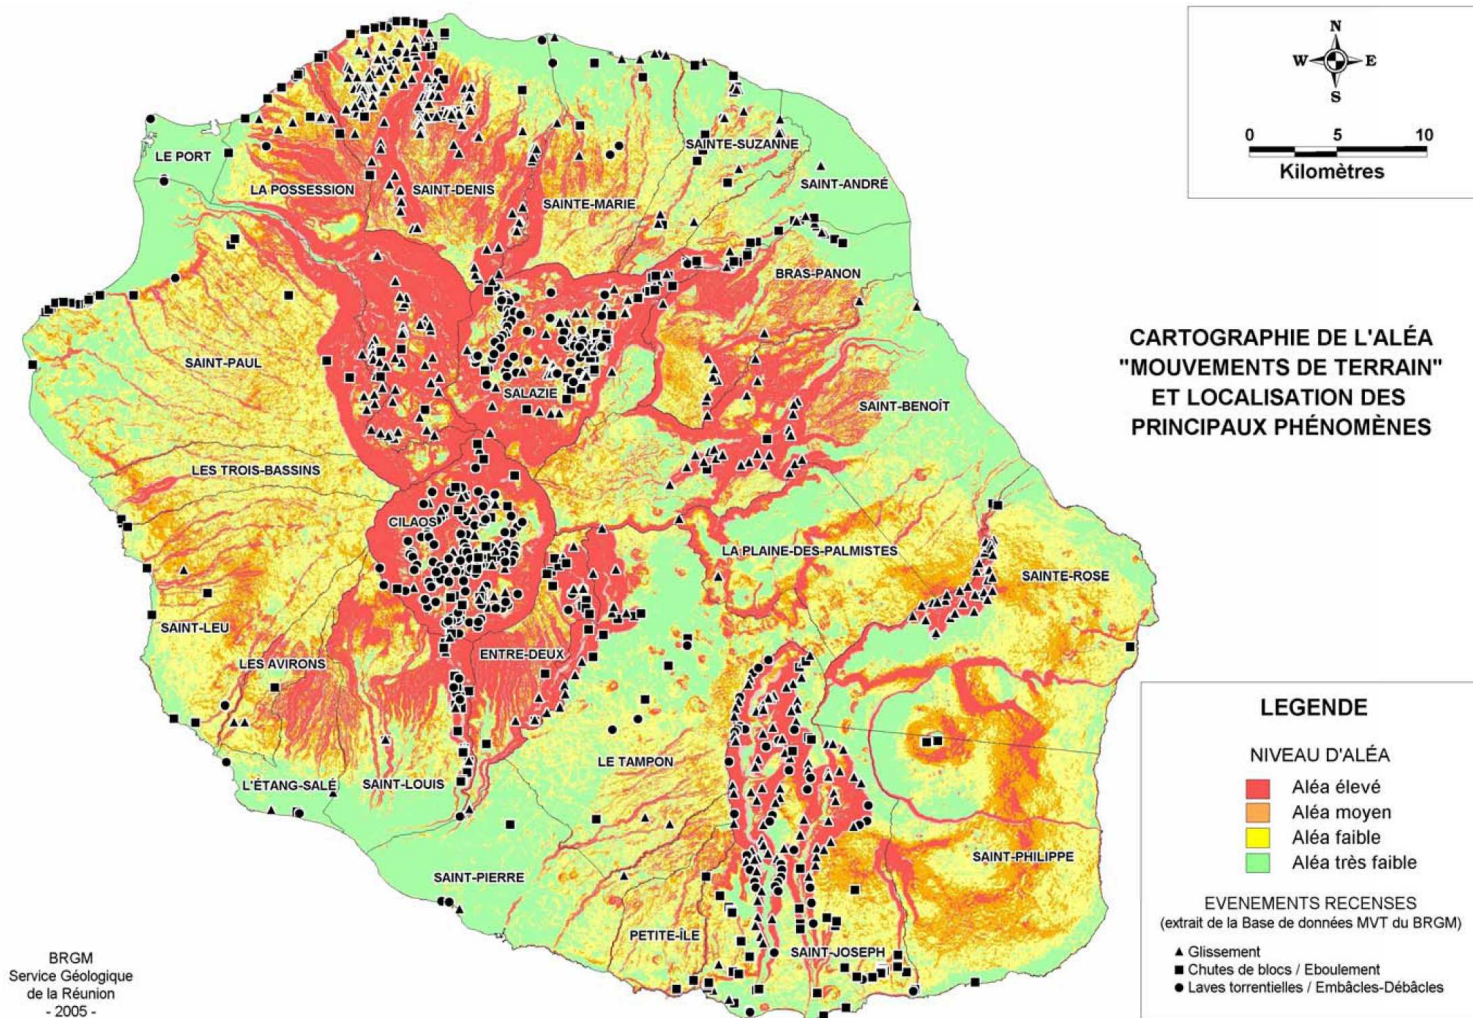 N
W E
S
0 5 10
Kilomètres
CARTOGRAPHIE DE L'ALÉA
"MOUVEMENTS DE TERRAIN"
ET LOCALISATION DES
PRINCIPAUX PHÉNOMÈNES
LE PORT
LA POSSESSION
SAINT-DENIS
SAINTE-MARIE
SAINTE-SUZANNE
SAINT-ANDRÉ
BRAS-PANON
SAINT-PAUL
SALAZIE
SAINT-BENOÎT
LES TROIS-BASSINS
CILAOS
LA PLAINE-DES-PALMISTES
SAINTE-ROSE
SAINT-LEU
LES AVIRONS
ENTRE-DEUX
L'ÉTANG-SALÉ
SAINT-LOUIS
LE TAMPON
SAINT-PIERRE
SAINT-PHILIPPE
PETITE-ÎLE
SAINT-JOSEPH
LEGENDE
NIVEAU D'ALÉA
Aléa élevé
Aléa moyen
Aléa faible
Aléa très faible
EVENEMENTS RECENSES
(extrait de la Base de données MVT du BRGM)
Glissement
Chutes de blocs / Eboulement
Laves torrentielles / Embâcles-Débâcles
BRGM
Service Géologique
de la Réunion
- 2005 -